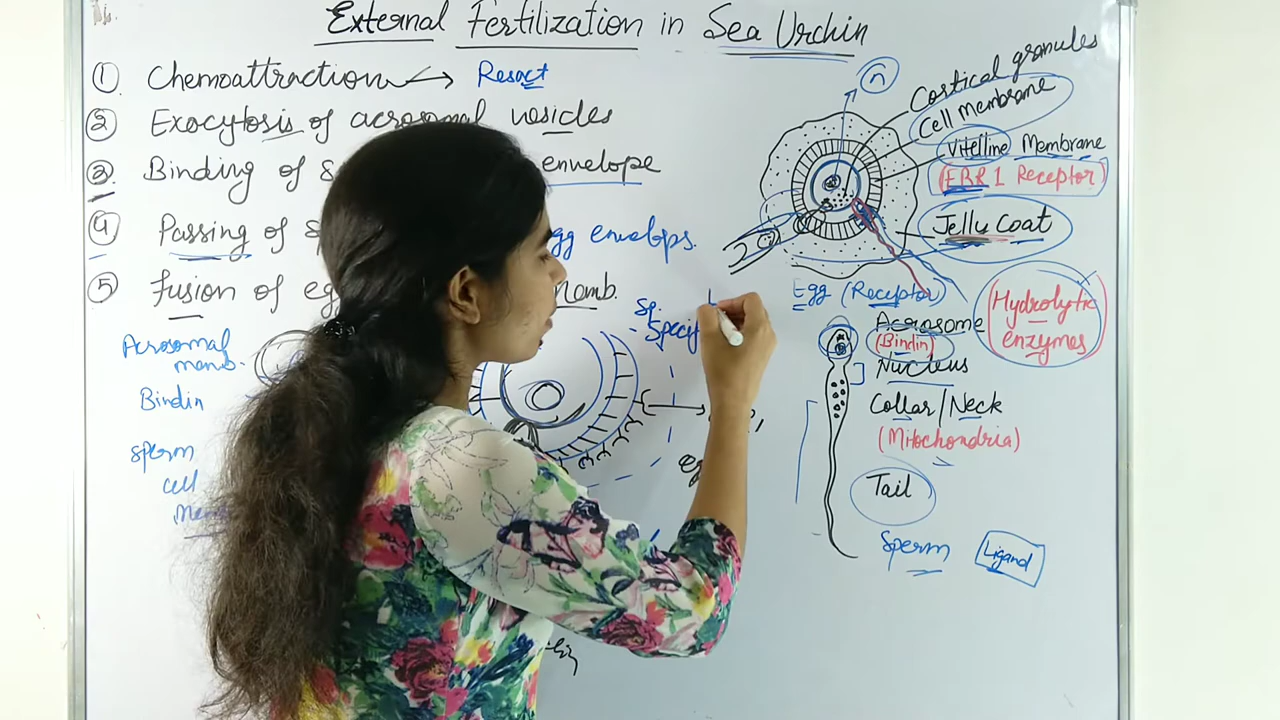 External Fertilization in Sea Urchin
① Chemoattraction → Resact
② Exocytosis of acrosomal vesicles
③ Binding of envelope
④ Passing of egg envelops.
⑤ Fusion of eg Memb.
Acrosomal
memb.
Bindin
Sperm
cell
Mem
Sp.
Specif
n
Cortical granules
Cell membrane
Vitelline Membrane
(EBR1 Receptor)
Jelly Coat
Egg (Receptor)
Hydrolytic
enzymes
Acrosome
(Bindin)
Nucleus
Collar/Neck
(Mitochondria)
Tail
Sperm
Ligand